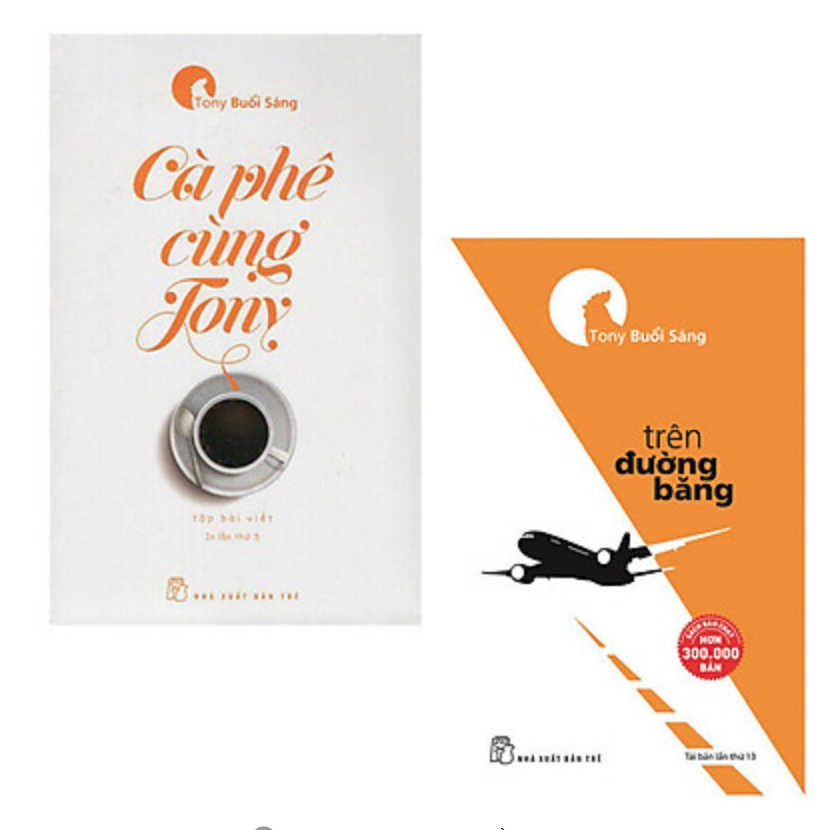 Tony Buổi Sáng
Cà phê
cùng
Tony
tập bài viết
In lần thứ 5
NHÀ XUẤT BẢN TRẺ
Tony Buổi Sáng
trên
đường
băng
SÁCH BÁN CHẠY
HƠN
300.000
BẢN
NHÀ XUẤT BẢN TRẺ
Tái bản lần thứ 13